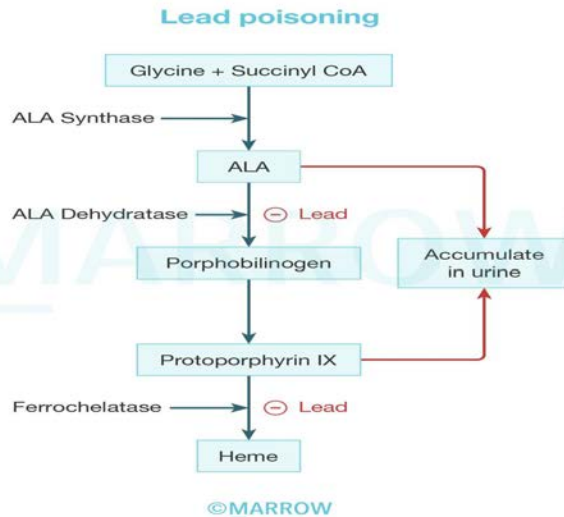 Lead poisoning
Glycine + Succinyl CoA
ALA Synthase
ALA
ALA Dehydratase
− Lead
Porphobilinogen
Accumulate
in urine
Protoporphyrin IX
Ferrochelatase
− Lead
Heme
©MARROW
MARROW